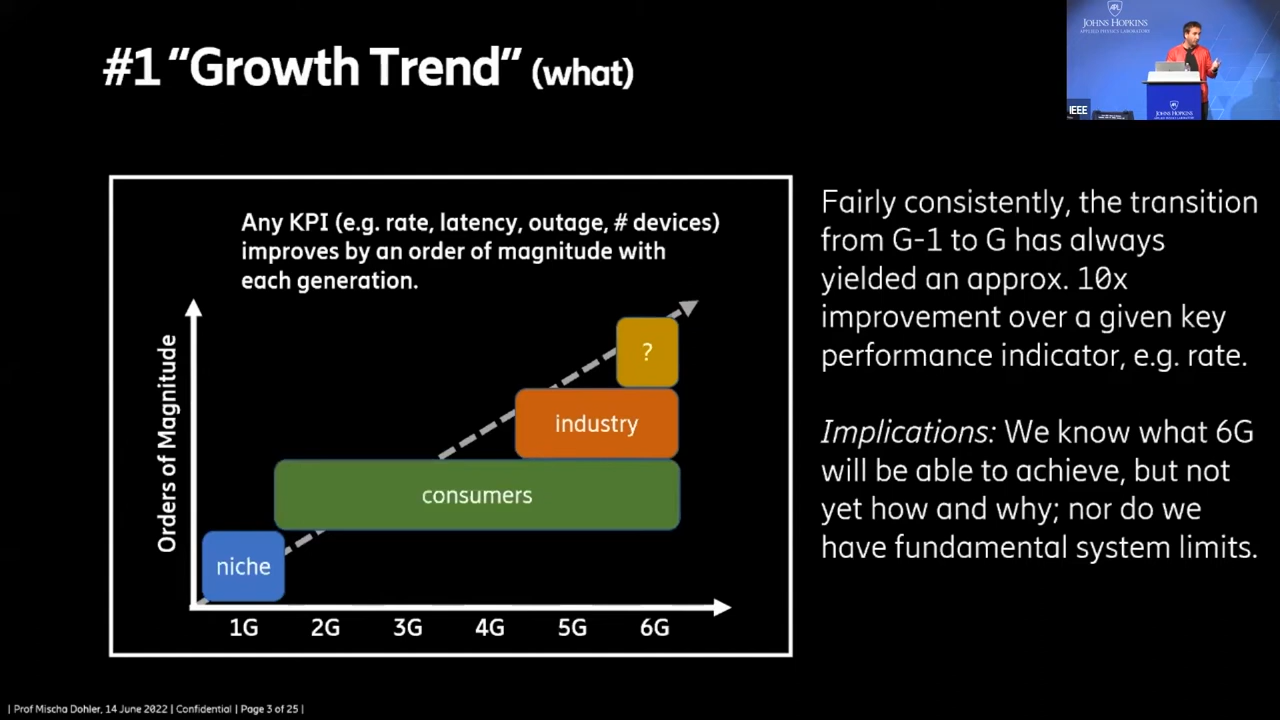 #1 “Growth Trend” (what)
APL
JOHNS HOPKINS
APPLIED PHYSICS LABORATORY
IEEE
JOHNS HOPKINS
Any KPI (e.g. rate, latency, outage, # devices)
improves by an order of magnitude with
each generation.
Orders of Magnitude
?
industry
consumers
niche
1G 2G 3G 4G 5G 6G
Fairly consistently, the transition
from G-1 to G has always
yielded an approx. 10x
improvement over a given key
performance indicator, e.g. rate.
Implications: We know what 6G
will be able to achieve, but not
yet how and why; nor do we
have fundamental system limits.
| Prof Mischa Dohler, 14 June 2022 | Confidential | Page 3 of 25 |